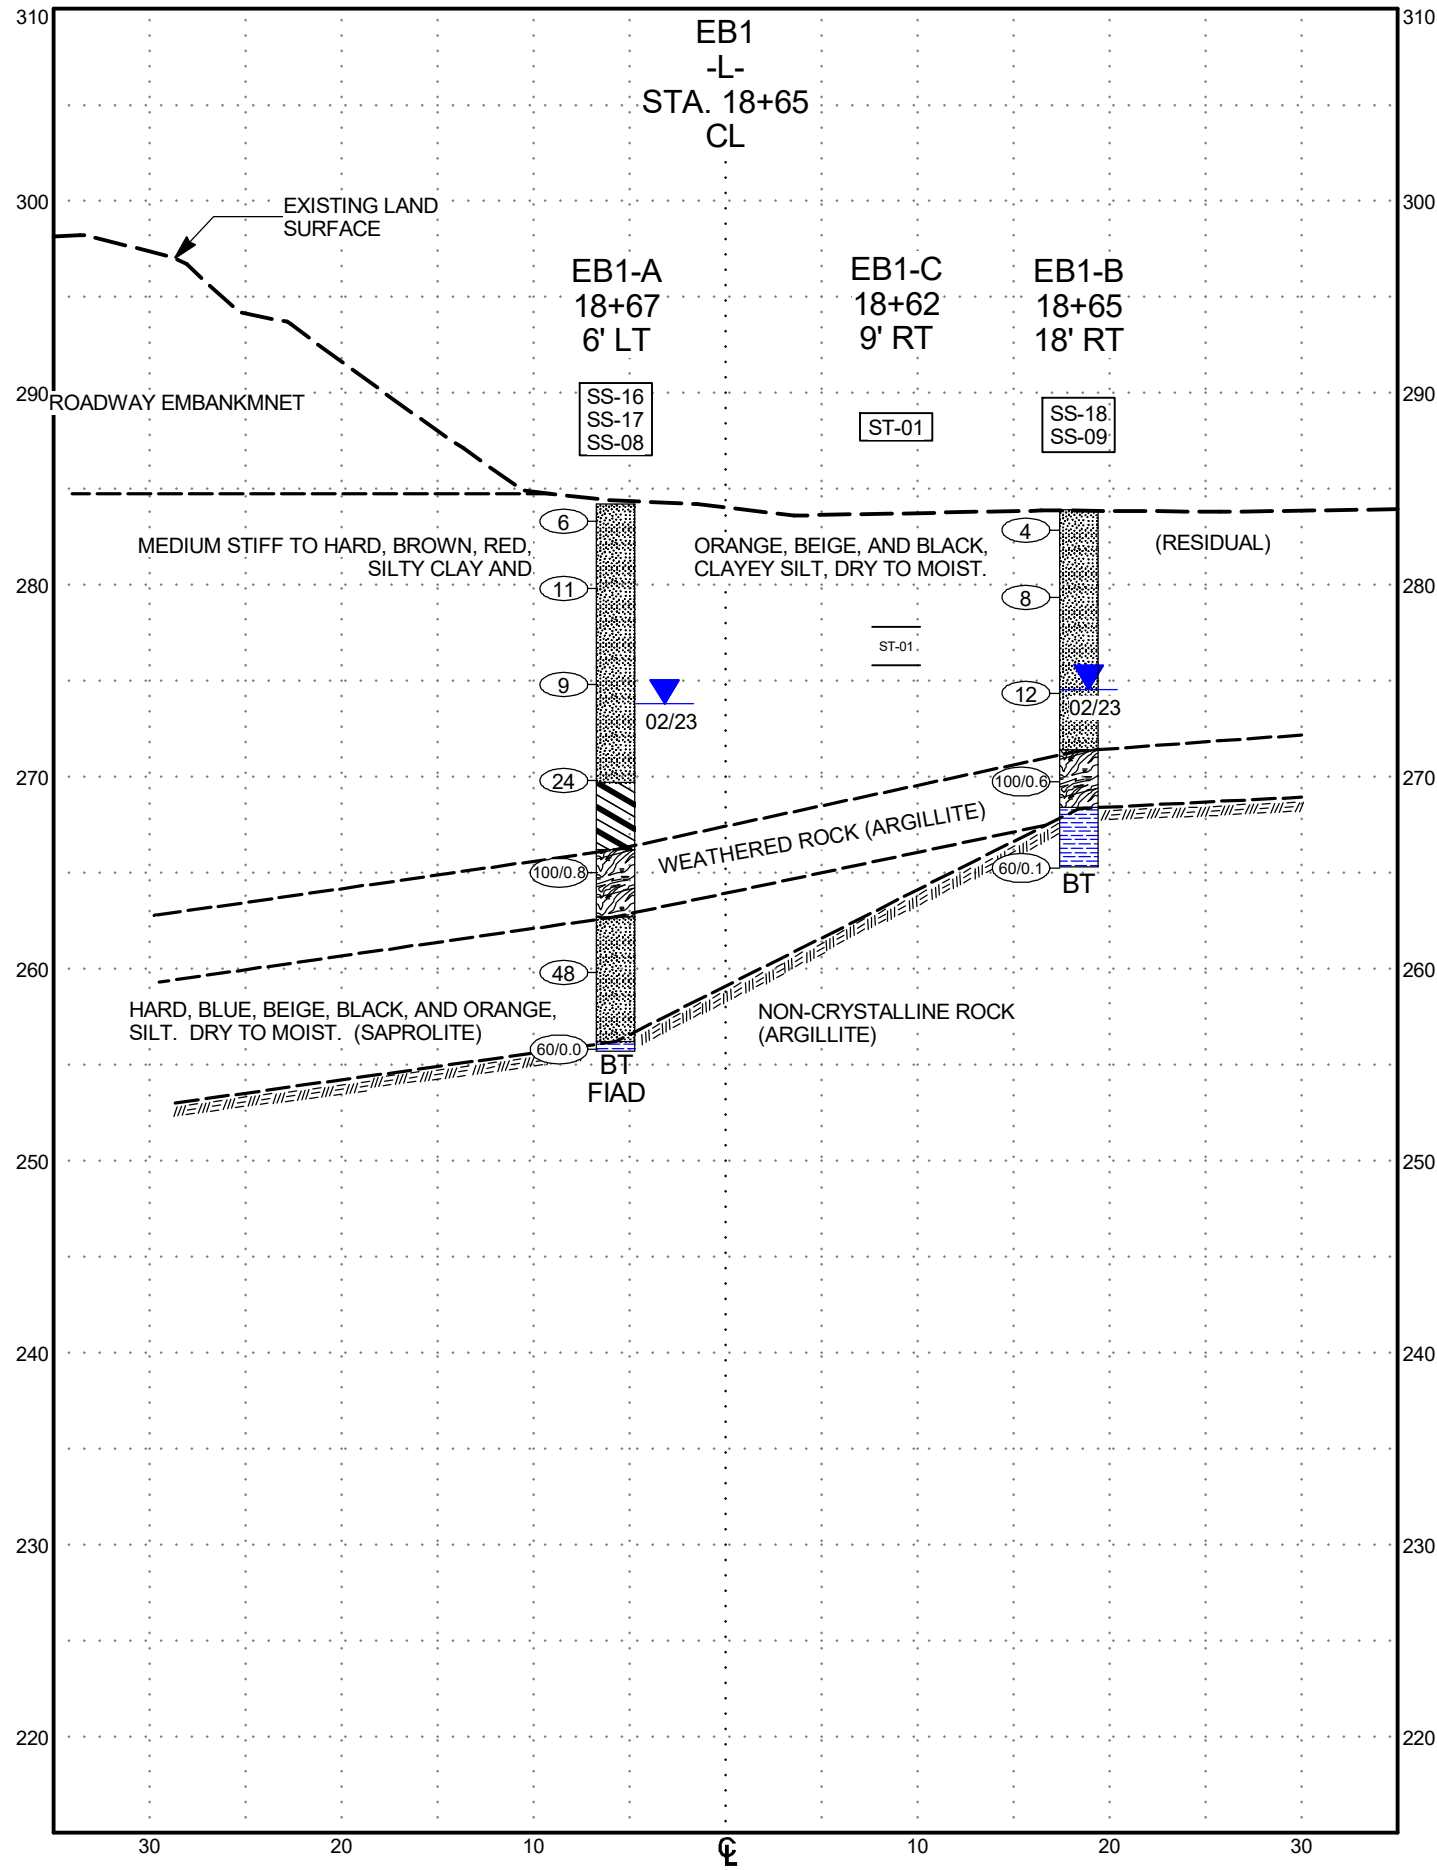 310
310
EB1
-L-
STA. 18+65
CL
300
300
EXISTING LAND
SURFACE
EB1-A
18+67
6' LT
EB1-C
18+62
9' RT
EB1-B
18+65
18' RT
290
290
ROADWAY EMBANKMNET
SS-16
SS-17
SS-08
ST-01
SS-18
SS-09
6
4
MEDIUM STIFF TO HARD, BROWN, RED,
SILTY CLAY AND
ORANGE, BEIGE, AND BLACK,
CLAYEY SILT, DRY TO MOIST.
(RESIDUAL)
280
280
11
8
ST-01
9
12
02/23
02/23
270
270
24
100/0.6
WEATHERED ROCK (ARGILLITE)
100/0.8
60/0.1
BT
260
260
48
HARD, BLUE, BEIGE, BLACK, AND ORANGE,
SILT.  DRY TO MOIST.  (SAPROLITE)
NON-CRYSTALLINE ROCK
(ARGILLITE)
60/0.0
BT
FIAD
250
250
240
240
230
230
220
220
30
20
10
℄
10
20
30